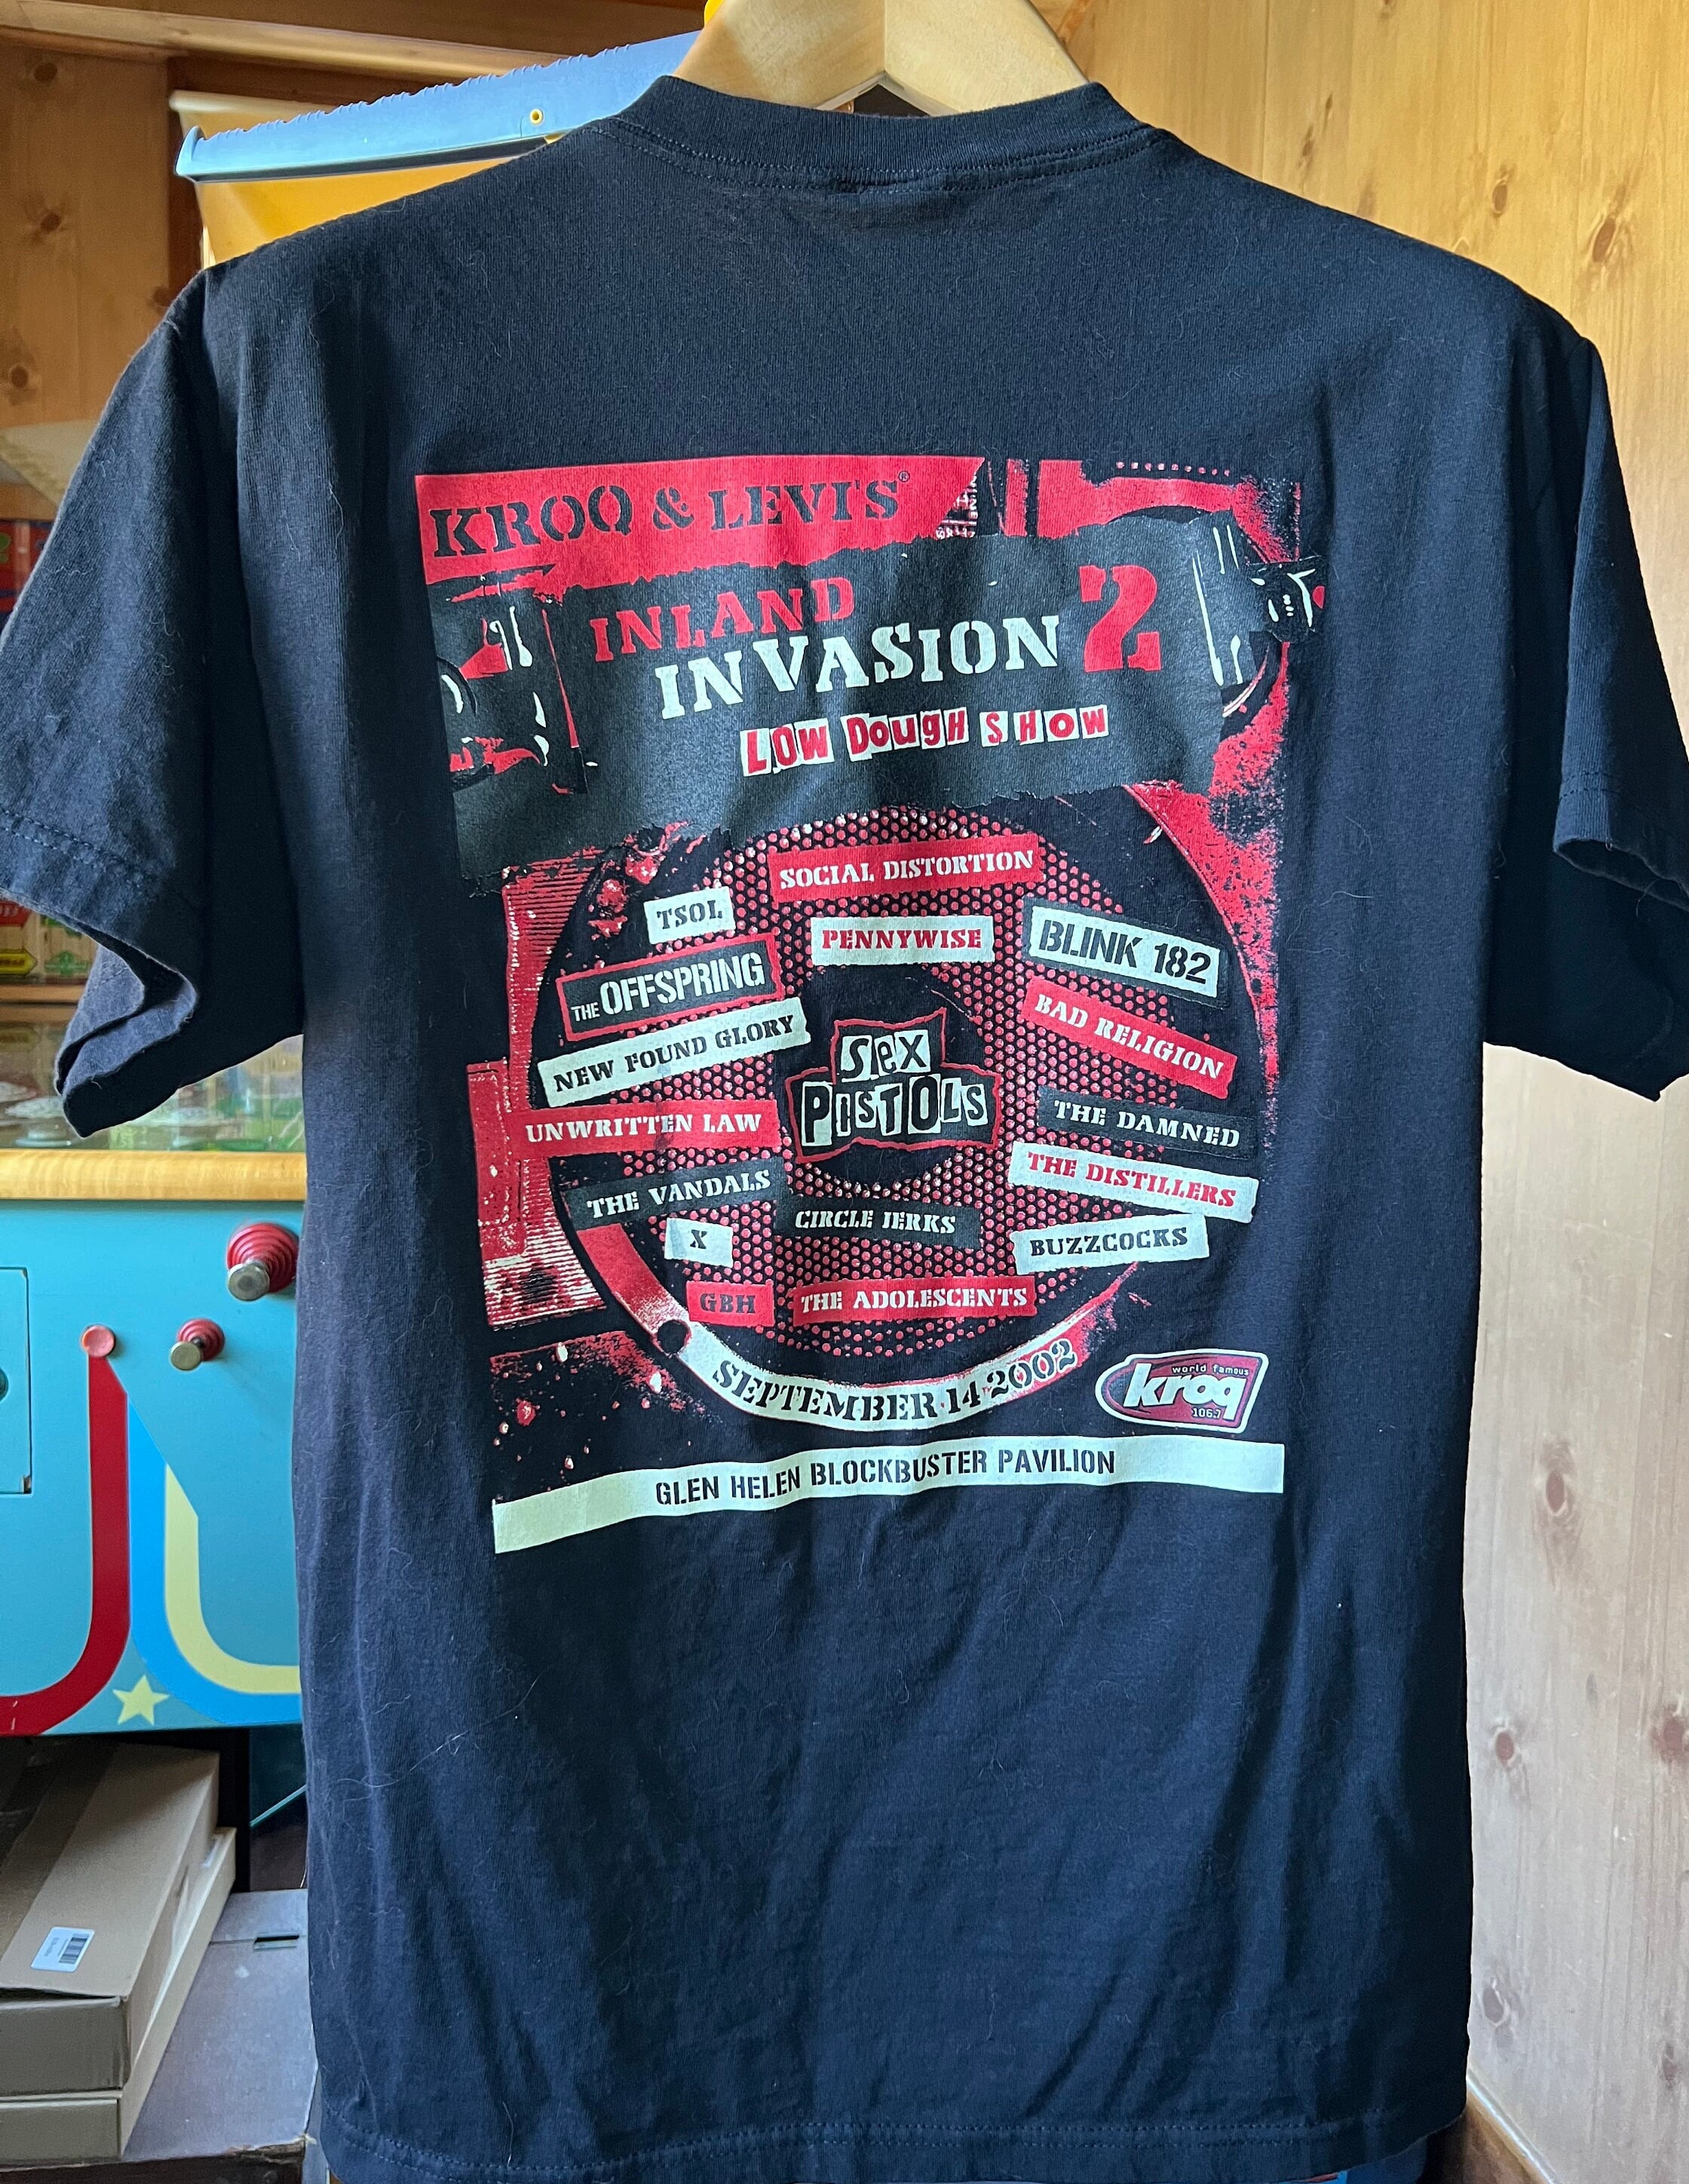 KROQ & LEVI'S®
INLAND
INVASION 2
LOW DOUGH SHOW
SOCIAL DISTORTION
TSOL
PENNYWISE
BLINK 182
THE OFFSPRING
BAD RELIGION
NEW FOUND GLORY
SEX
PISTOLS
UNWRITTEN LAW
THE DAMNED
THE VANDALS
THE DISTILLERS
CIRCLE JERKS
X
BUZZCOCKS
GBH
THE ADOLESCENTS
SEPTEMBER·14·2002
world famous
kroq
106.7
GLEN HELEN BLOCKBUSTER PAVILION